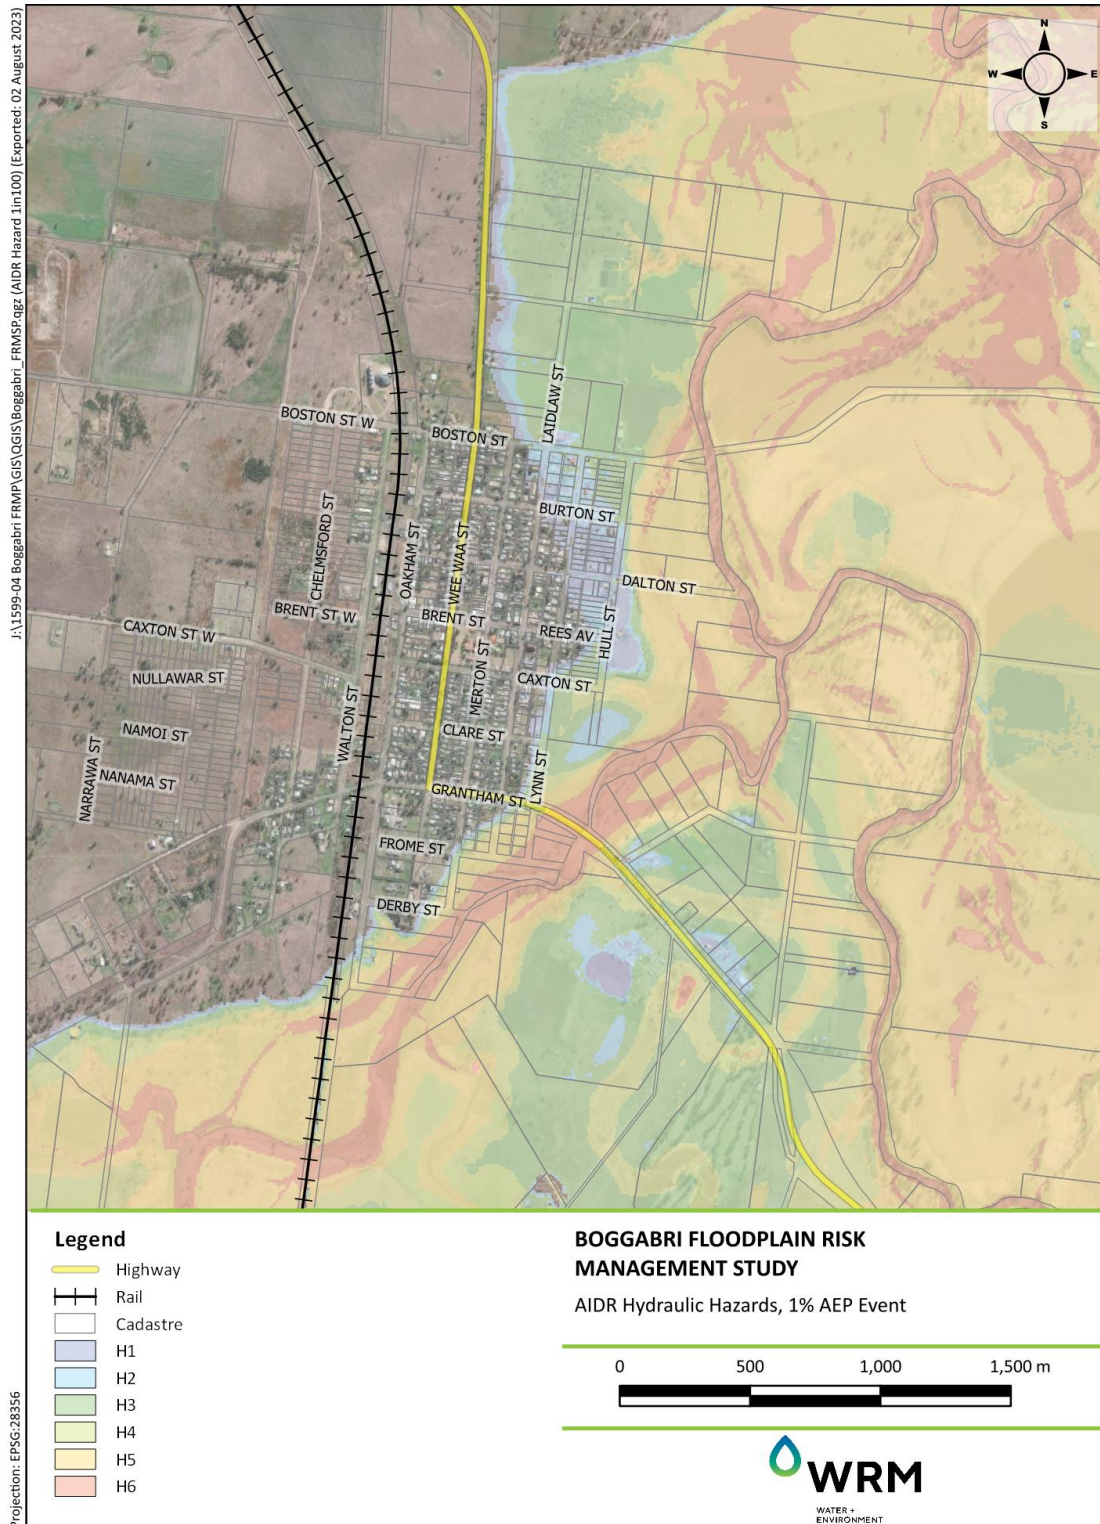 J:\1599-04 Boggabri FRMP\GIS\QGIS\Boggabri_FRMSP.qgz (AIDR Hazard 1in100) (Exported: 02 August 2023)
N
W
E
S
LAIDLAW ST
BOSTON ST W
BOSTON ST
BURTON ST
CHELMSFORD ST
OAKHAM ST
WEE WAA ST
DALTON ST
BRENT ST W
BRENT ST
CAXTON ST W
REES AV
HULL ST
NULLAWAR ST
MERTON ST
CAXTON ST
WALTON ST
NAMOI ST
CLARE ST
NARRAWA ST
NANAMA ST
LYNN ST
GRANTHAM ST
FROME ST
DERBY ST
Projection: EPSG:28356
Legend
Highway
Rail
Cadastre
H1
H2
H3
H4
H5
H6
BOGGABRI FLOODPLAIN RISK
MANAGEMENT STUDY
AIDR Hydraulic Hazards, 1% AEP Event
0 500 1,000 1,500 m
WRM
WATER +
ENVIRONMENT